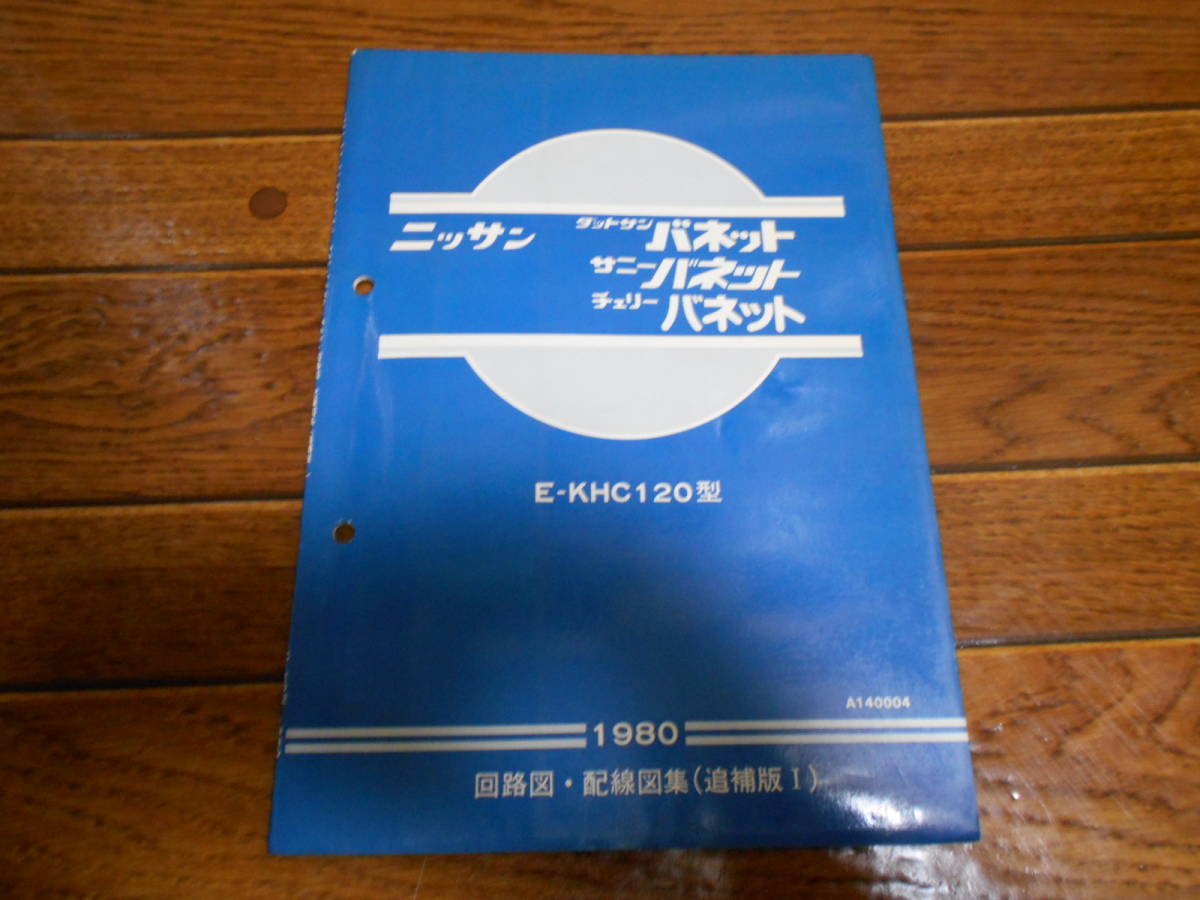 ニッサン ダットサン バネット
サニー バネット
チェリー バネット
E-KHC120型
A140004
1980
回路図・配線図集(追補版Ⅰ)